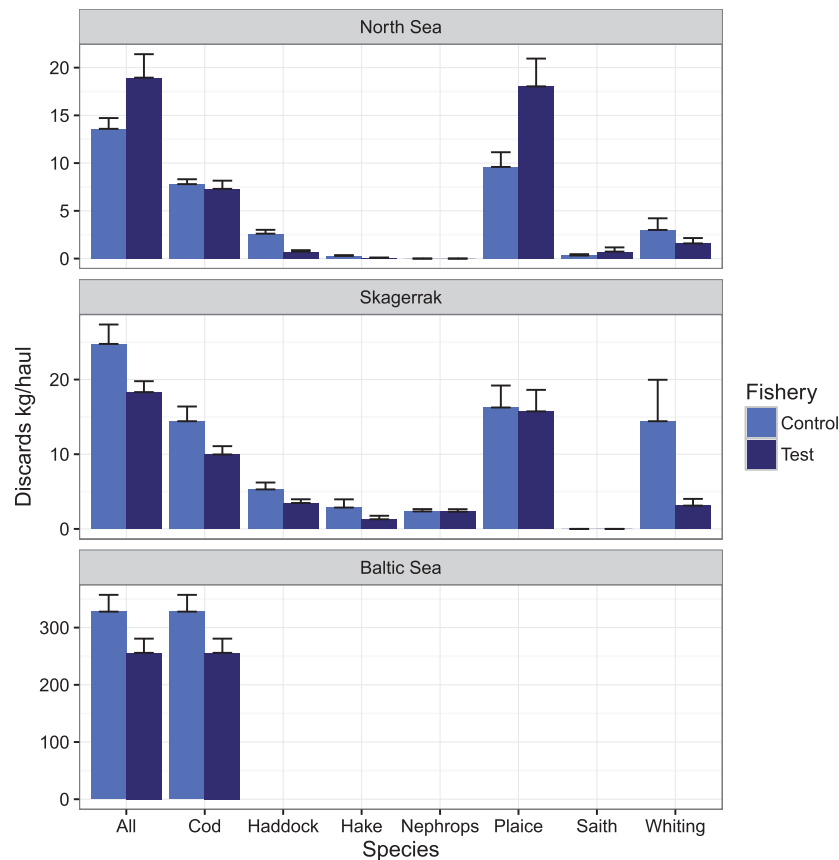 North Sea
20
15
10
5
0
Skagerrak
20
10
0
Baltic Sea
300
200
100
0
All Cod Haddock Hake Nephrops Plaice Saith Whiting
Species
Discards kg/haul
Fishery
Control
Test